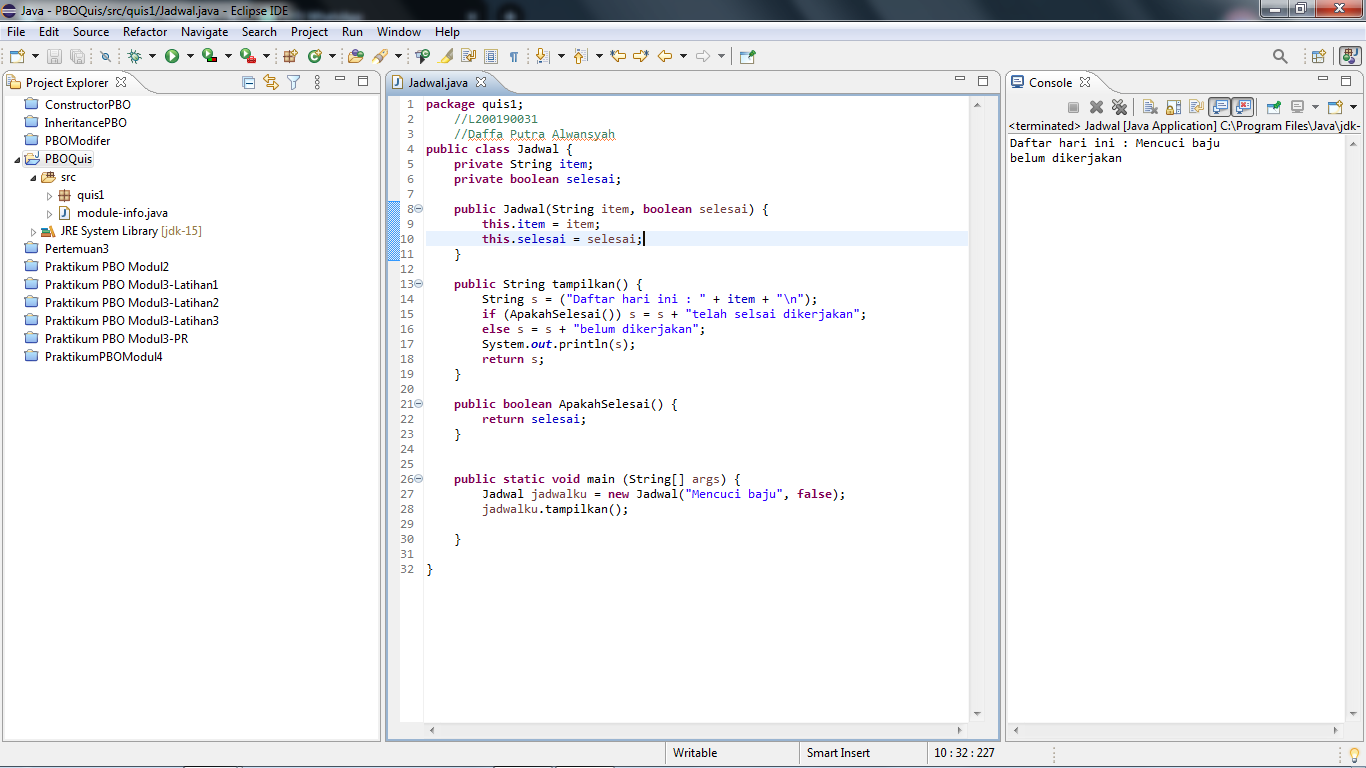 Java - PBOQuis/src/quis1/Jadwal.java - Eclipse IDE
File Edit Source Refactor Navigate Search Project Run Window Help
Project Explorer
ConstructorPBO
InheritancePBO
PBOModifer
PBOQuis
src
quis1
module-info.java
JRE System Library [jdk-15]
Pertemuan3
Praktikum PBO Modul2
Praktikum PBO Modul3-Latihan1
Praktikum PBO Modul3-Latihan2
Praktikum PBO Modul3-Latihan3
Praktikum PBO Modul3-PR
PraktikumPBOModul4
Jadwal.java
1 package quis1;
2 //L200190031
3 //Daffa Putra Alwansyah
4 public class Jadwal {
5 private String item;
6 private boolean selesai;
7
8 public Jadwal(String item, boolean selesai) {
9 this.item = item;
10 this.selesai = selesai;
11 }
12
13 public String tampilkan() {
14 String s = ("Daftar hari ini : " + item + "\n");
15 if (ApakahSelesai()) s = s + "telah selsai dikerjakan";
16 else s = s + "belum dikerjakan";
17 System.out.println(s);
18 return s;
19 }
20
21 public boolean ApakahSelesai() {
22 return selesai;
23 }
24
25
26 public static void main (String[] args) {
27 Jadwal jadwalku = new Jadwal("Mencuci baju", false);
28 jadwalku.tampilkan();
29
30 }
31
32 }
Console
<terminated> Jadwal [Java Application] C:\Program Files\Java\jdk-
Daftar hari ini : Mencuci baju
belum dikerjakan
Writable Smart Insert 10 : 32 : 227